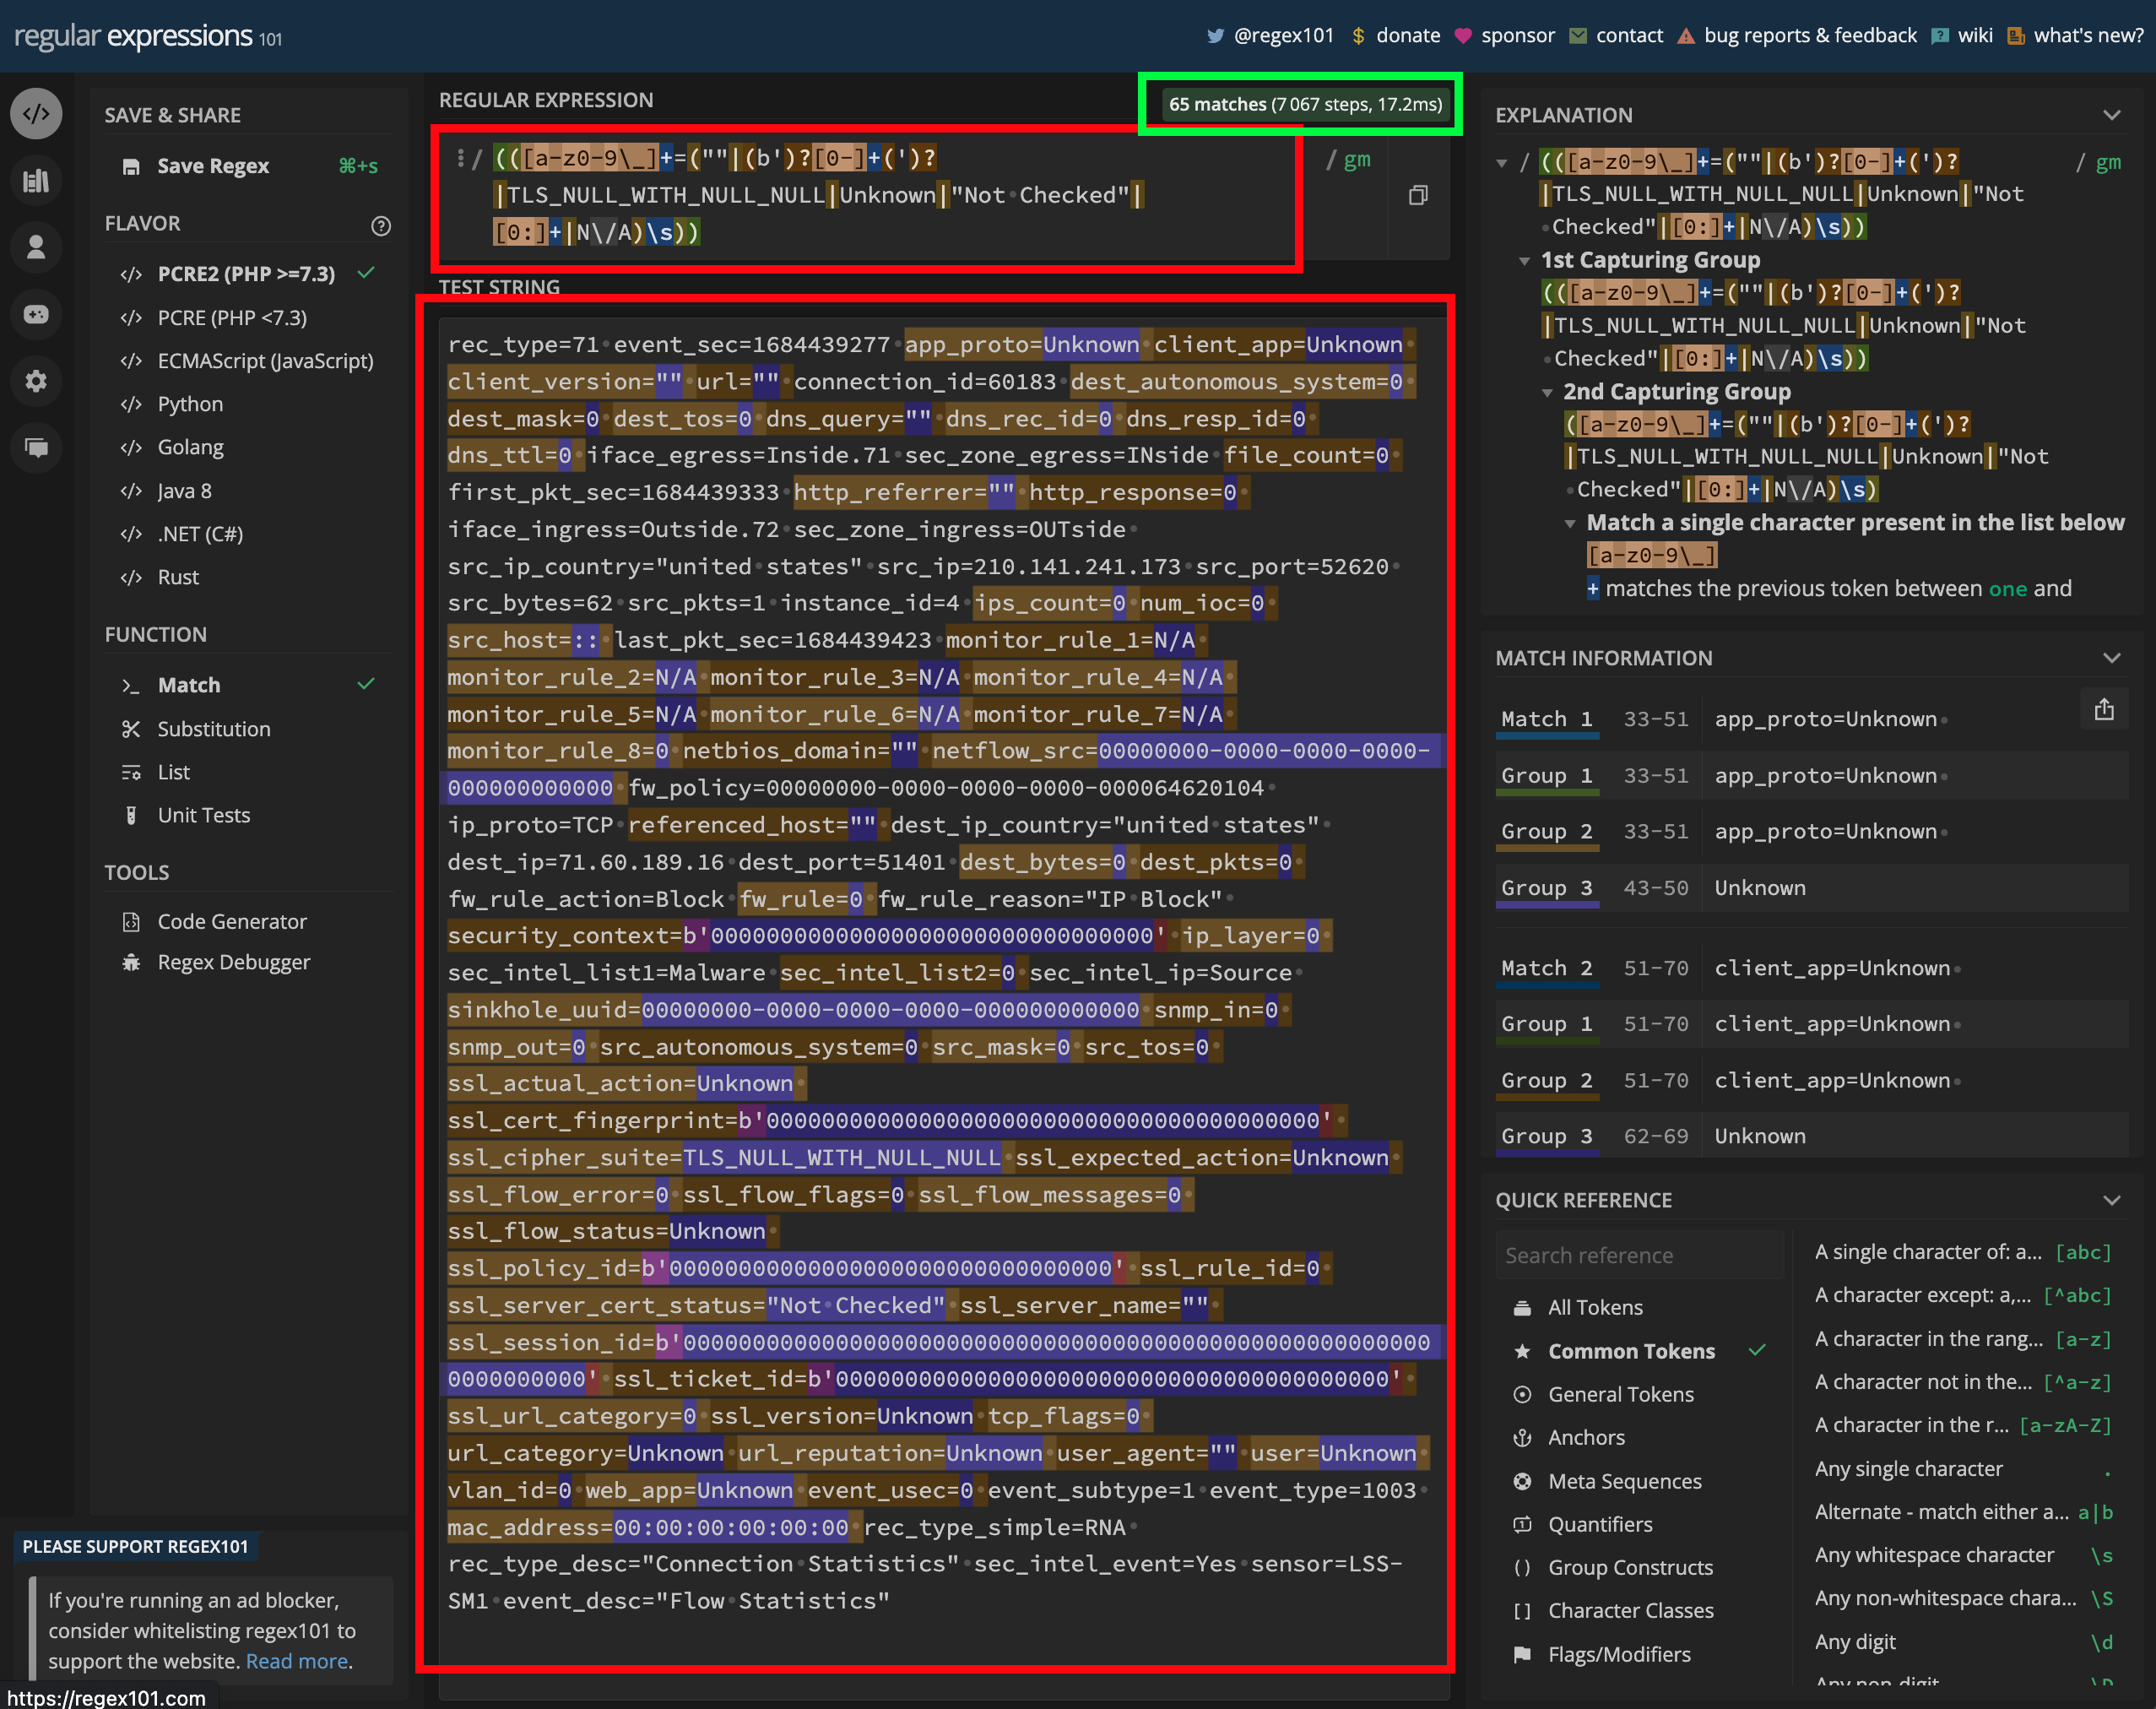 regular expressions 101
@regex101 donate sponsor contact bug reports & feedback wiki what's new?
SAVE & SHARE
Save Regex ⌘+s
FLAVOR
PCRE2 (PHP >=7.3)
PCRE (PHP <7.3)
ECMAScript (JavaScript)
Python
Golang
Java 8
.NET (C#)
Rust
FUNCTION
Match
Substitution
List
Unit Tests
TOOLS
Code Generator
Regex Debugger
PLEASE SUPPORT REGEX101
If you're running an ad blocker,
consider whitelisting regex101 to
support the website. Read more.
https://regex101.com
REGULAR EXPRESSION
65 matches (7 067 steps, 17.2ms)
/ (([a-z0-9\_]+=(""|(b')?[0-]+(')? / gm
|TLS_NULL_WITH_NULL_NULL|Unknown|"Not Checked"|
[0:]+|N\/A)\s))
TEST STRING
rec_type=71 event_sec=1684439277 app_proto=Unknown client_app=Unknown
client_version="" url="" connection_id=60183 dest_autonomous_system=0
dest_mask=0 dest_tos=0 dns_query="" dns_rec_id=0 dns_resp_id=0
dns_ttl=0 iface_egress=Inside.71 sec_zone_egress=INside file_count=0
first_pkt_sec=1684439333 http_referrer="" http_response=0
iface_ingress=Outside.72 sec_zone_ingress=OUTside
src_ip_country="united states" src_ip=210.141.241.173 src_port=52620
src_bytes=62 src_pkts=1 instance_id=4 ips_count=0 num_ioc=0
src_host=:: last_pkt_sec=1684439423 monitor_rule_1=N/A
monitor_rule_2=N/A monitor_rule_3=N/A monitor_rule_4=N/A
monitor_rule_5=N/A monitor_rule_6=N/A monitor_rule_7=N/A
monitor_rule_8=0 netbios_domain="" netflow_src=00000000-0000-0000-0000-
000000000000 fw_policy=00000000-0000-0000-0000-000064620104
ip_proto=TCP referenced_host="" dest_ip_country="united states"
dest_ip=71.60.189.16 dest_port=51401 dest_bytes=0 dest_pkts=0
fw_rule_action=Block fw_rule=0 fw_rule_reason="IP Block"
security_context=b'00000000000000000000000000000000' ip_layer=0
sec_intel_list1=Malware sec_intel_list2=0 sec_intel_ip=Source
sinkhole_uuid=00000000-0000-0000-0000-000000000000 snmp_in=0
snmp_out=0 src_autonomous_system=0 src_mask=0 src_tos=0
ssl_actual_action=Unknown
ssl_cert_fingerprint=b'0000000000000000000000000000000000000000'
ssl_cipher_suite=TLS_NULL_WITH_NULL_NULL ssl_expected_action=Unknown
ssl_flow_error=0 ssl_flow_flags=0 ssl_flow_messages=0
ssl_flow_status=Unknown
ssl_policy_id=b'00000000000000000000000000000000' ssl_rule_id=0
ssl_server_cert_status="Not Checked" ssl_server_name=""
ssl_session_id=b'000000000000000000000000000000000000000000000000000000
0000000000' ssl_ticket_id=b'0000000000000000000000000000000000000000'
ssl_url_category=0 ssl_version=Unknown tcp_flags=0
url_category=Unknown url_reputation=Unknown user_agent="" user=Unknown
vlan_id=0 web_app=Unknown event_usec=0 event_subtype=1 event_type=1003
mac_address=00:00:00:00:00:00 rec_type_simple=RNA
rec_type_desc="Connection Statistics" sec_intel_event=Yes sensor=LSS-
SM1 event_desc="Flow Statistics"
EXPLANATION
/ (([a-z0-9\_]+=(""|(b')?[0-]+(')? / gm
|TLS_NULL_WITH_NULL_NULL|Unknown|"Not
Checked"|[0:]+|N\/A)\s))
1st Capturing Group
(([a-z0-9\_]+=(""|(b')?[0-]+(')?
|TLS_NULL_WITH_NULL_NULL|Unknown|"Not
Checked"|[0:]+|N\/A)\s))
2nd Capturing Group
([a-z0-9\_]+=(""|(b')?[0-]+(')?
|TLS_NULL_WITH_NULL_NULL|Unknown|"Not
Checked"|[0:]+|N\/A)\s)
Match a single character present in the list below
[a-z0-9\_]
+ matches the previous token between one and
MATCH INFORMATION
Match 1 33-51 app_proto=Unknown
Group 1 33-51 app_proto=Unknown
Group 2 33-51 app_proto=Unknown
Group 3 43-50 Unknown
Match 2 51-70 client_app=Unknown
Group 1 51-70 client_app=Unknown
Group 2 51-70 client_app=Unknown
Group 3 62-69 Unknown
QUICK REFERENCE
Search reference
All Tokens
Common Tokens
General Tokens
Anchors
Meta Sequences
Quantifiers
Group Constructs
Character Classes
Flags/Modifiers
A single character of: a... [abc]
A character except: a,... [^abc]
A character in the rang... [a-z]
A character not in the... [^a-z]
A character in the r... [a-zA-Z]
Any single character .
Alternate - match either a... a|b
Any whitespace character \s
Any non-whitespace chara... \S
Any digit \d
Any non-digit \D